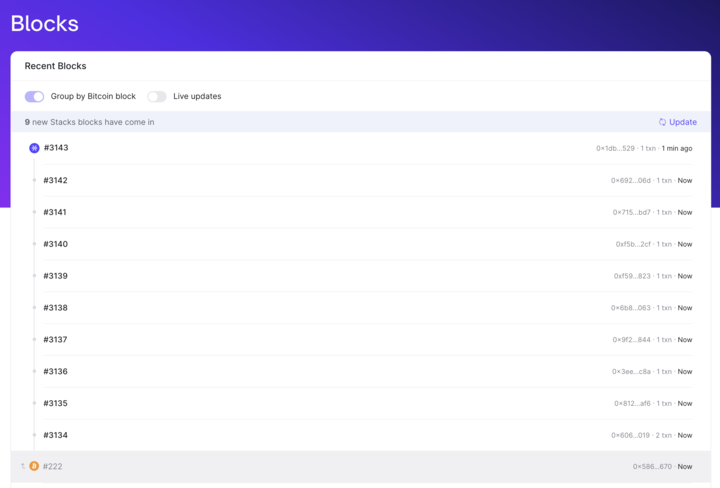 Blocks
Recent Blocks
Group by Bitcoin block Live updates
9 new Stacks blocks have come in Update
#3143 0×1db...529 · 1 txn · 1 min ago
#3142 0×692...06d · 1 txn · Now
#3141 0×715...bd7 · 1 txn · Now
#3140 0xf5b...2cf · 1 txn · Now
#3139 0xf59...823 · 1 txn · Now
#3138 0×6b8...063 · 1 txn · Now
#3137 0×9f2...844 · 1 txn · Now
#3136 0×3ee...c8a · 1 txn · Now
#3135 0×812...af6 · 1 txn · Now
#3134 0×606...019 · 2 txn · Now
#222 0×586...670 · Now